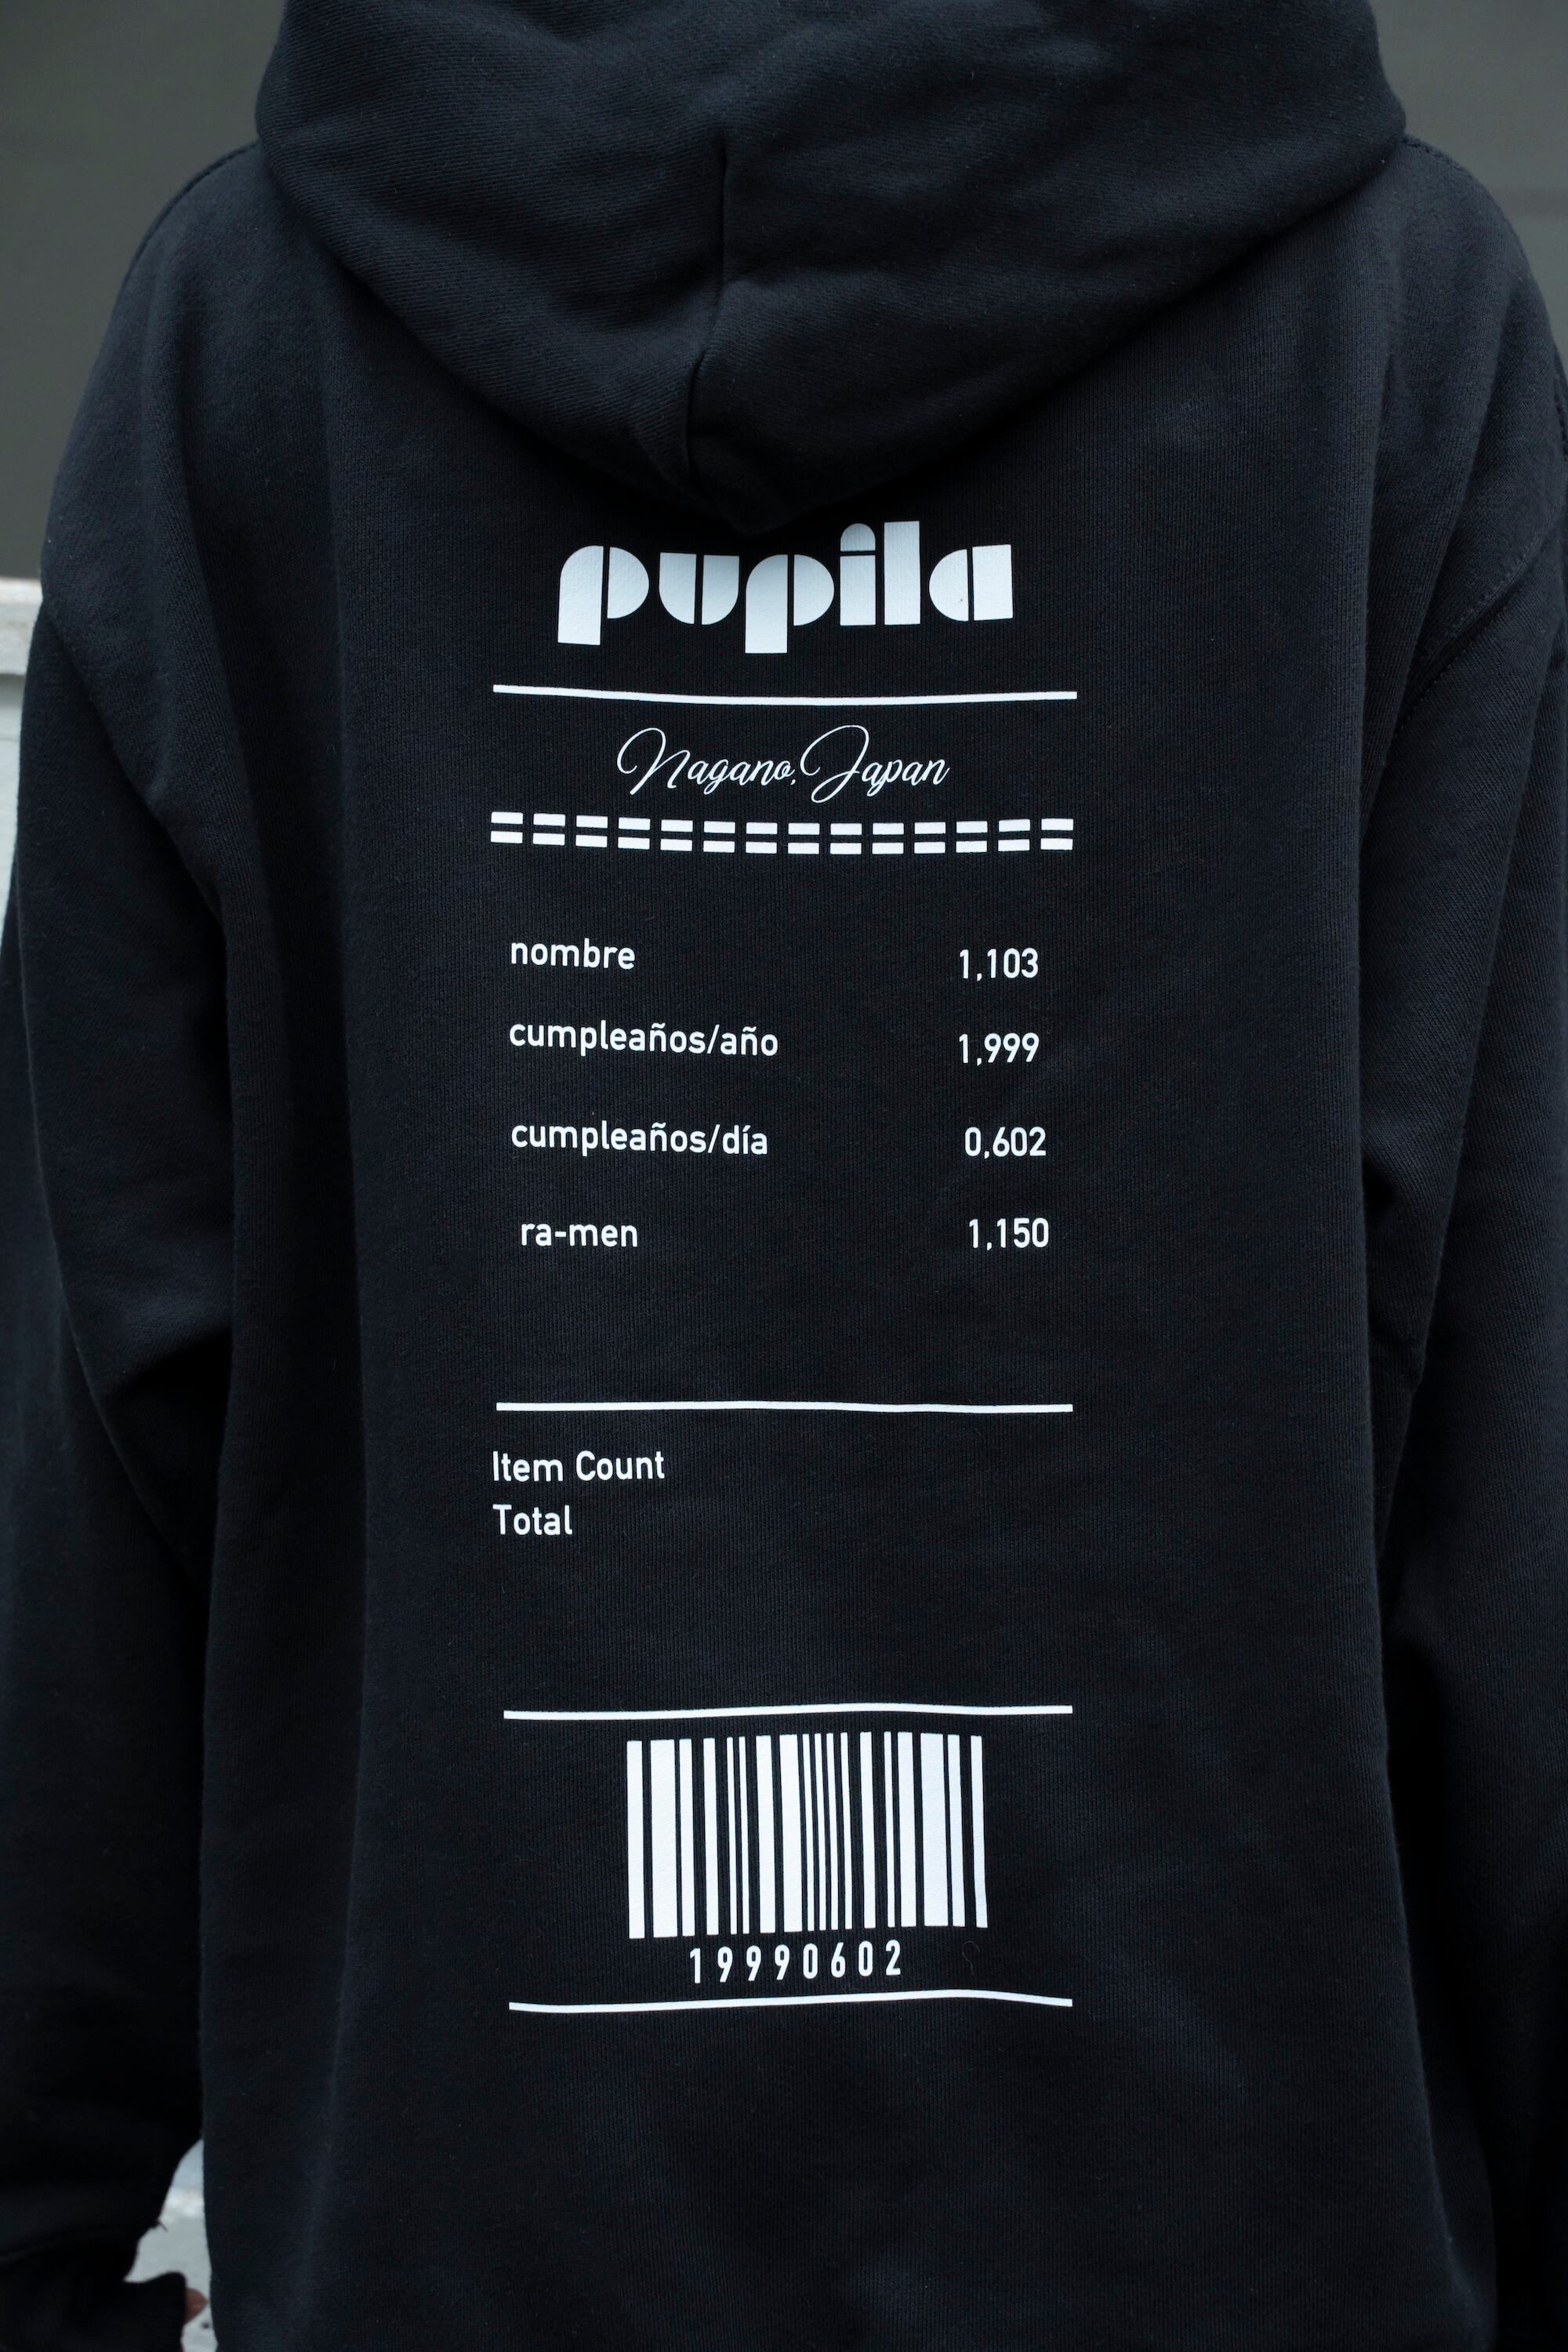 pupila
Nagano, Japan
nombre 1,103
cumpleaños/año 1,999
cumpleaños/día 0,602
ra-men 1,150
Item Count
Total
19990602